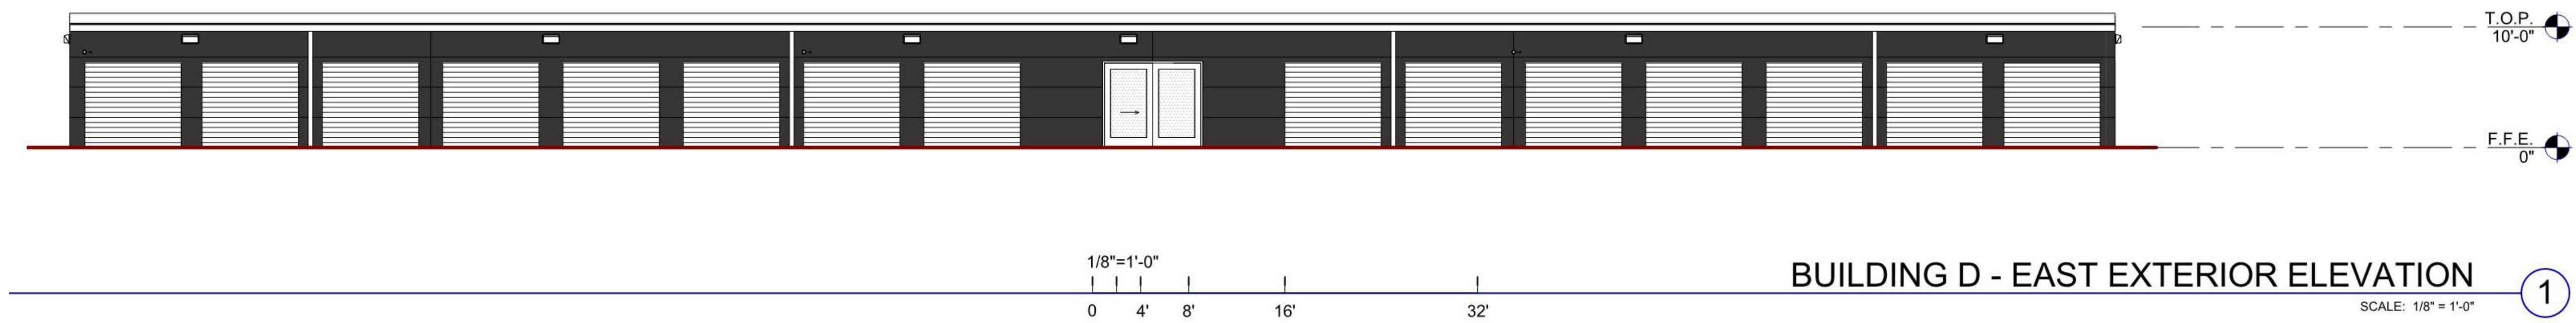 T.O.P.
10'-0"
F.F.E.
0"
1/8"=1'-0"
0 4' 8' 16' 32'
BUILDING D - EAST EXTERIOR ELEVATION
SCALE: 1/8" = 1'-0"
1